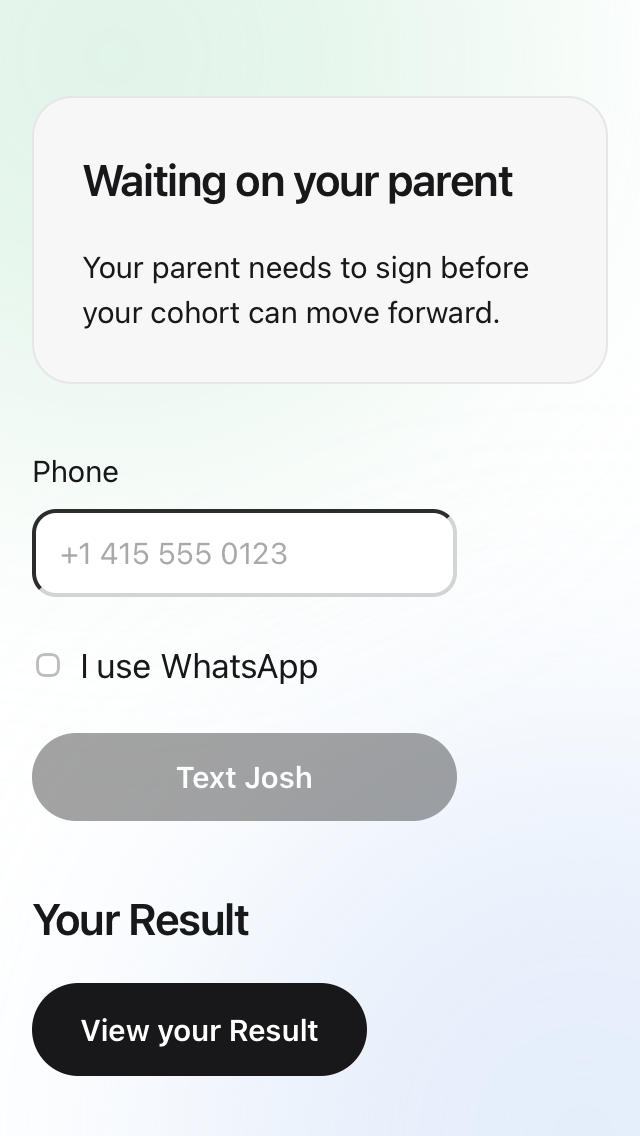 Waiting on your parent
Your parent needs to sign before
your cohort can move forward.
Phone
+1 415 555 0123
I use WhatsApp
Text Josh
Your Result
View your Result